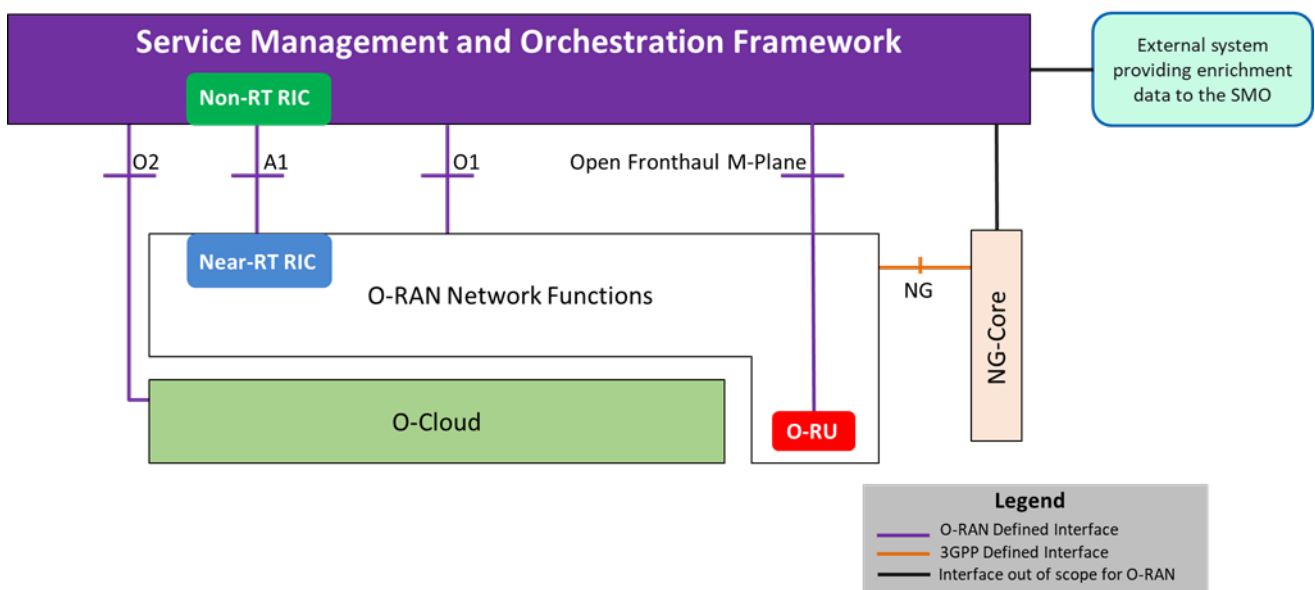 Service Management and Orchestration Framework
Non-RT RIC
External system
providing enrichment
data to the SMO
O2
A1
O1
Open Fronthaul M-Plane
Near-RT RIC
O-RAN Network Functions
NG
NG-Core
O-Cloud
O-RU
Legend
O-RAN Defined Interface
3GPP Defined Interface
Interface out of scope for O-RAN